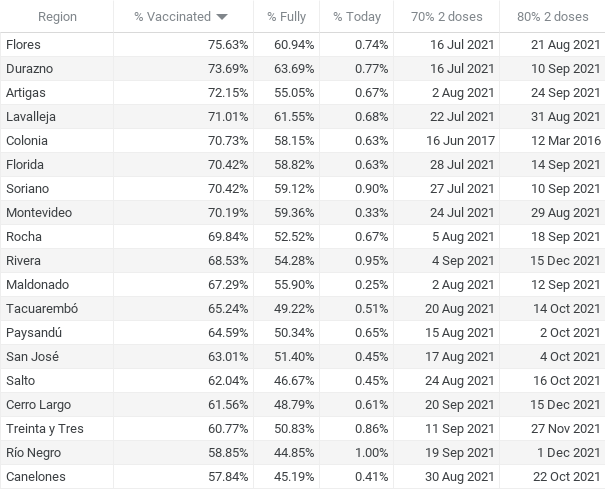 Region % Vaccinated % Fully % Today 70% 2 doses 80% 2 doses
Flores 75.63% 60.94% 0.74% 16 Jul 2021 21 Aug 2021
Durazno 73.69% 63.69% 0.77% 16 Jul 2021 10 Sep 2021
Artigas 72.15% 55.05% 0.67% 2 Aug 2021 24 Sep 2021
Lavalleja 71.01% 61.55% 0.68% 22 Jul 2021 31 Aug 2021
Colonia 70.73% 58.15% 0.63% 16 Jun 2017 12 Mar 2016
Florida 70.42% 58.82% 0.63% 28 Jul 2021 14 Sep 2021
Soriano 70.42% 59.12% 0.90% 27 Jul 2021 10 Sep 2021
Montevideo 70.19% 59.36% 0.33% 24 Jul 2021 29 Aug 2021
Rocha 69.84% 52.52% 0.67% 5 Aug 2021 18 Sep 2021
Rivera 68.53% 54.28% 0.95% 4 Sep 2021 15 Dec 2021
Maldonado 67.29% 55.90% 0.25% 2 Aug 2021 12 Sep 2021
Tacuarembó 65.24% 49.22% 0.51% 20 Aug 2021 14 Oct 2021
Paysandú 64.59% 50.34% 0.65% 15 Aug 2021 2 Oct 2021
San José 63.01% 51.40% 0.45% 17 Aug 2021 4 Oct 2021
Salto 62.04% 46.67% 0.45% 24 Aug 2021 16 Oct 2021
Cerro Largo 61.56% 48.79% 0.61% 20 Sep 2021 15 Dec 2021
Treinta y Tres 60.77% 50.83% 0.86% 11 Sep 2021 27 Nov 2021
Río Negro 58.85% 44.85% 1.00% 19 Sep 2021 1 Dec 2021
Canelones 57.84% 45.19% 0.41% 30 Aug 2021 22 Oct 2021